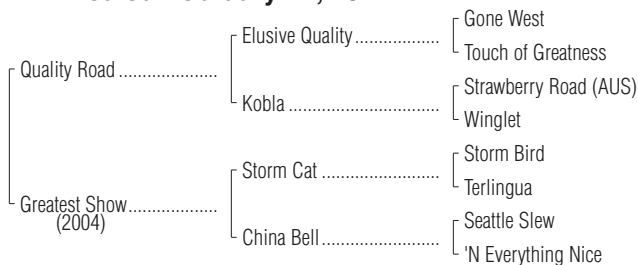 Gone West
Elusive Quality ..................
Touch of Greatness
Quality Road .....................
Strawberry Road (AUS)
Kobla ................................
Winglet
Storm Bird
Storm Cat ........................
Terlingua
Greatest Show ...................
(2004)
Seattle Slew
China Bell .........................
'N Everything Nice